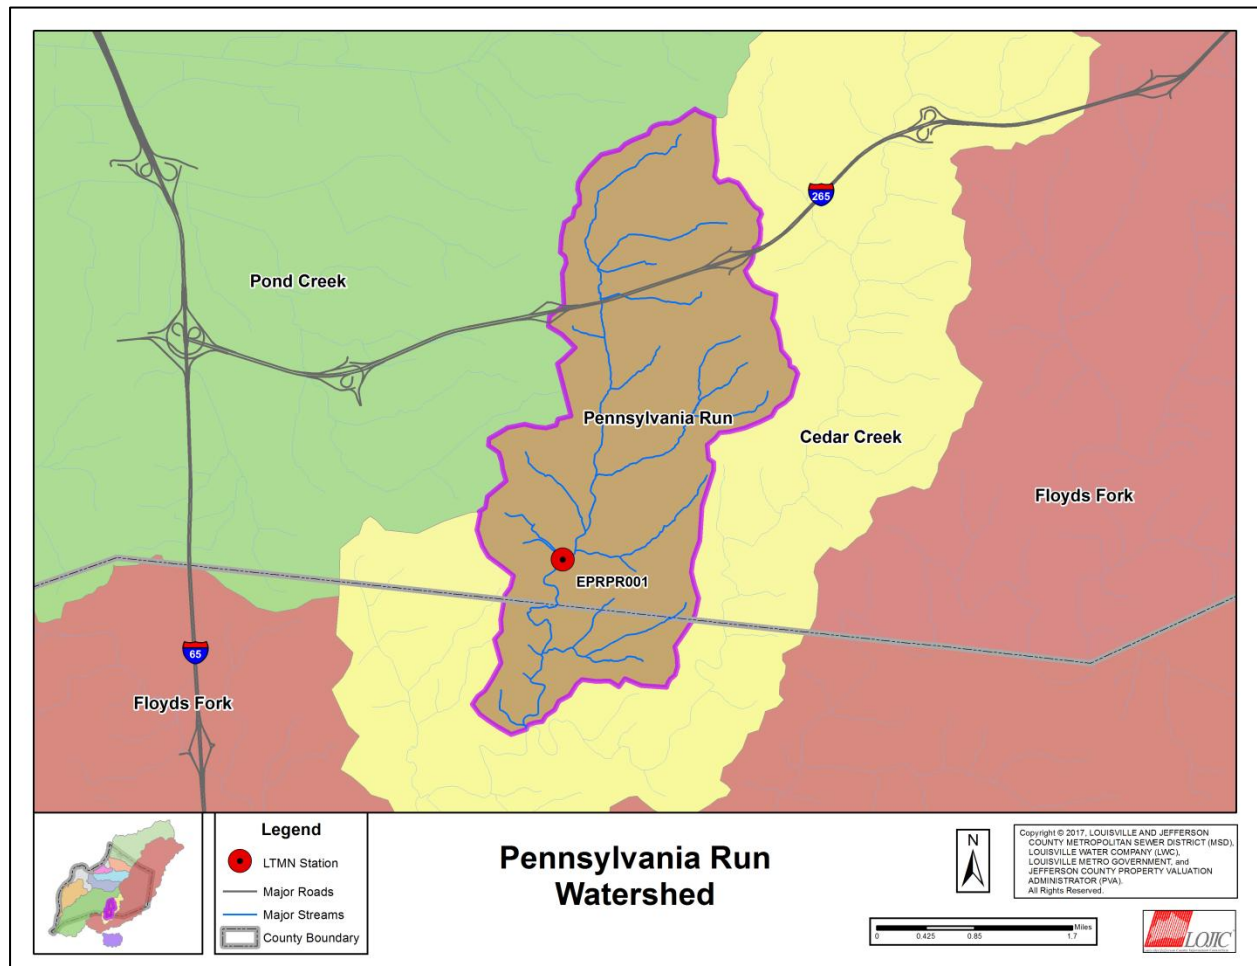 265
Pond Creek
Pennsylvania Run
Cedar Creek
Floyds Fork
EPRPR001
65
Floyds Fork
Legend
LTMN Station
Major Roads
Major Streams
County Boundary
Pennsylvania Run
Watershed
N
Copyright © 2017, LOUISVILLE AND JEFFERSON
COUNTY METROPOLITAN SEWER DISTRICT (MSD),
LOUISVILLE WATER COMPANY (LWC),
LOUISVILLE METRO GOVERNMENT, and
JEFFERSON COUNTY PROPERTY VALUATION
ADMINISTRATOR (PVA).
All Rights Reserved.
Miles
0 0.425 0.85 1.7
LOJIC